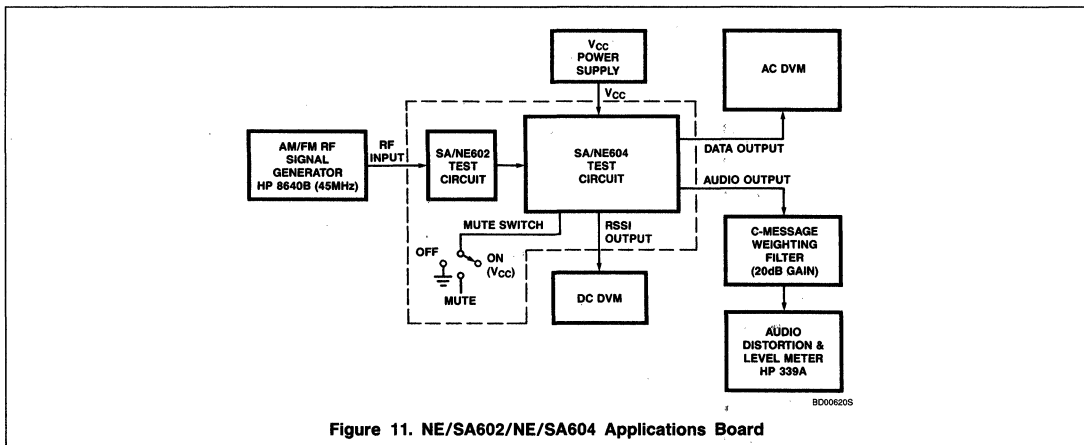 VCC
POWER
SUPPLY
AC DVM
VCC
AM/FM RF
SIGNAL
GENERATOR
HP 8640B (45MHz)
RF
INPUT
SA/NE602
TEST
CIRCUIT
SA/NE604
TEST
CIRCUIT
DATA OUTPUT
AUDIO OUTPUT
MUTE SWITCH
RSSI
OUTPUT
OFF
ON
(VCC)
MUTE
DC DVM
C-MESSAGE
WEIGHTING
FILTER
(20dB GAIN)
AUDIO
DISTORTION &
LEVEL METER
HP 339A
BD00620S
Figure 11. NE/SA602/NE/SA604 Applications Board